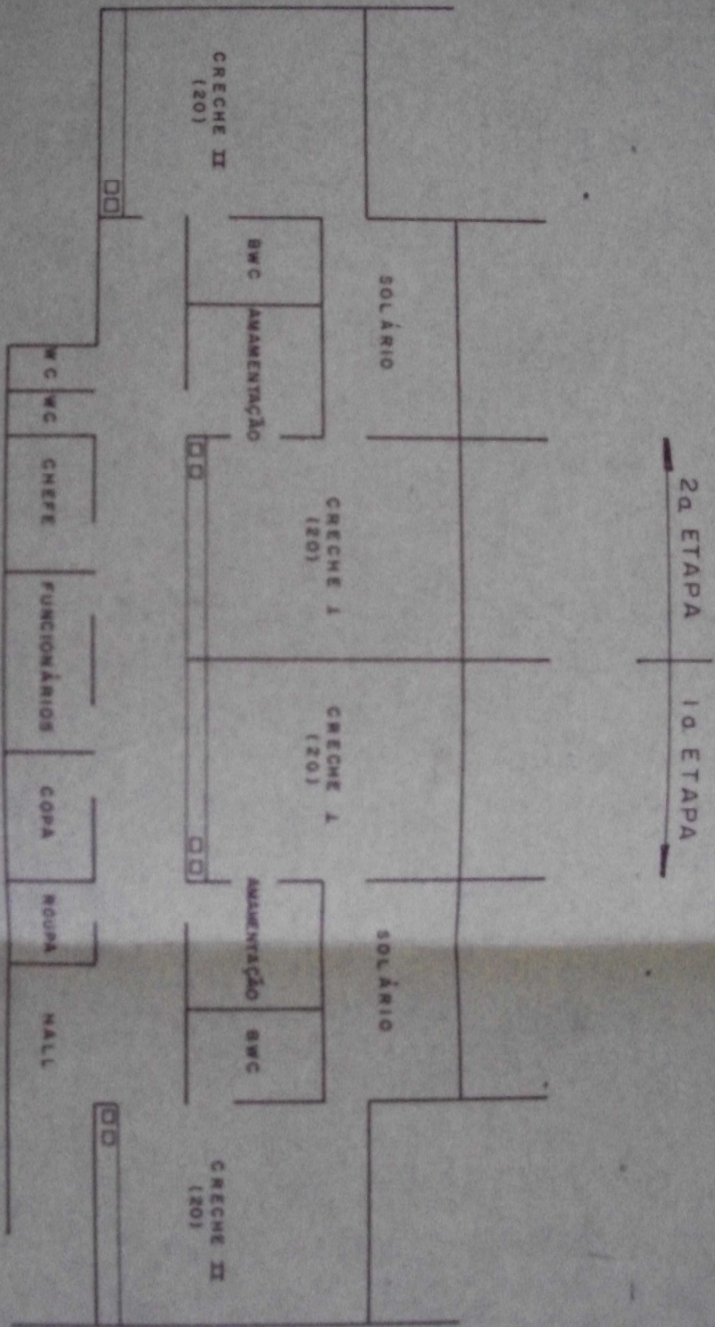 2a ETAPA
1a ETAPA
SOLÁRIO
SOLÁRIO
CRECHE II
(20)
BWC
AMAMENTAÇÃO
CRECHE I
(20)
CRECHE I
(20)
AMAMENTAÇÃO
BWC
CRECHE II
(20)
WC
WC
CHEFE
FUNCIONÁRIOS
COPA
ROUPA
HALL